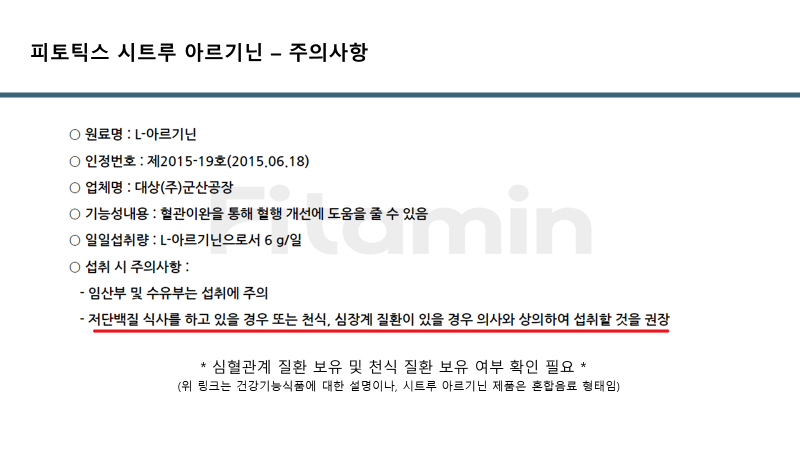 피토틱스 시트루 아르기닌 – 주의사항
○ 원료명 : L-아르기닌
○ 인정번호 : 제2015-19호(2015.06.18)
○ 업체명 : 대상(주)군산공장
○ 기능성내용 : 혈관이완을 통해 혈행 개선에 도움을 줄 수 있음
○ 일일섭취량 : L-아르기닌으로서 6 g/일
○ 섭취 시 주의사항 :
- 임산부 및 수유부는 섭취에 주의
- 저단백질 식사를 하고 있을 경우 또는 천식, 심장계 질환이 있을 경우 의사와 상의하여 섭취할 것을 권장
Fitamin
* 심혈관계 질환 보유 및 천식 질환 보유 여부 확인 필요 *
(위 링크는 건강기능식품에 대한 설명이나, 시트루 아르기닌 제품은 혼합음료 형태임)